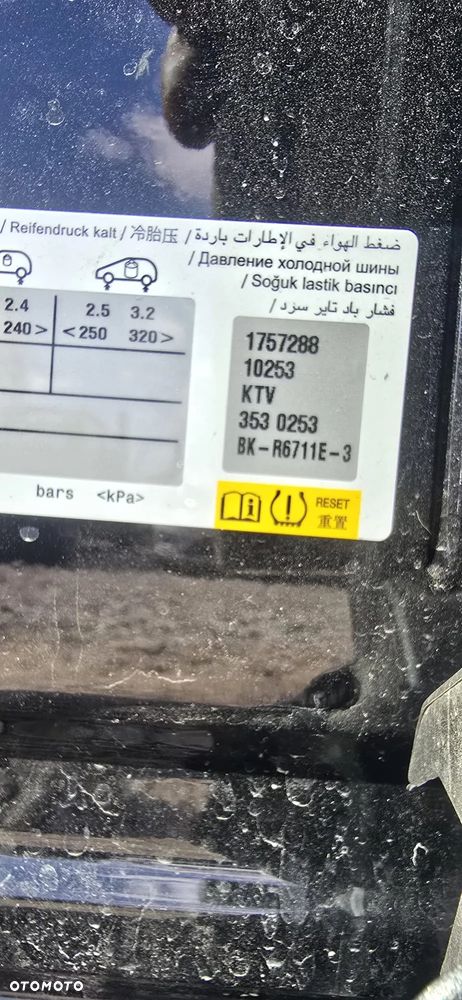 / Reifendruck kalt / 冷胎压 / ضغط الهواء في الإطارات باردة
/ Давление холодной шины
/ Soğuk lastik basıncı
/ فشار باد تایر سرد
2.4 2.5 3.2
240> <250 320>
1757288
10253
KTV
353 0253
BK-R6711E-3
bars <kPa>
RESET
重置
OTOMOTO